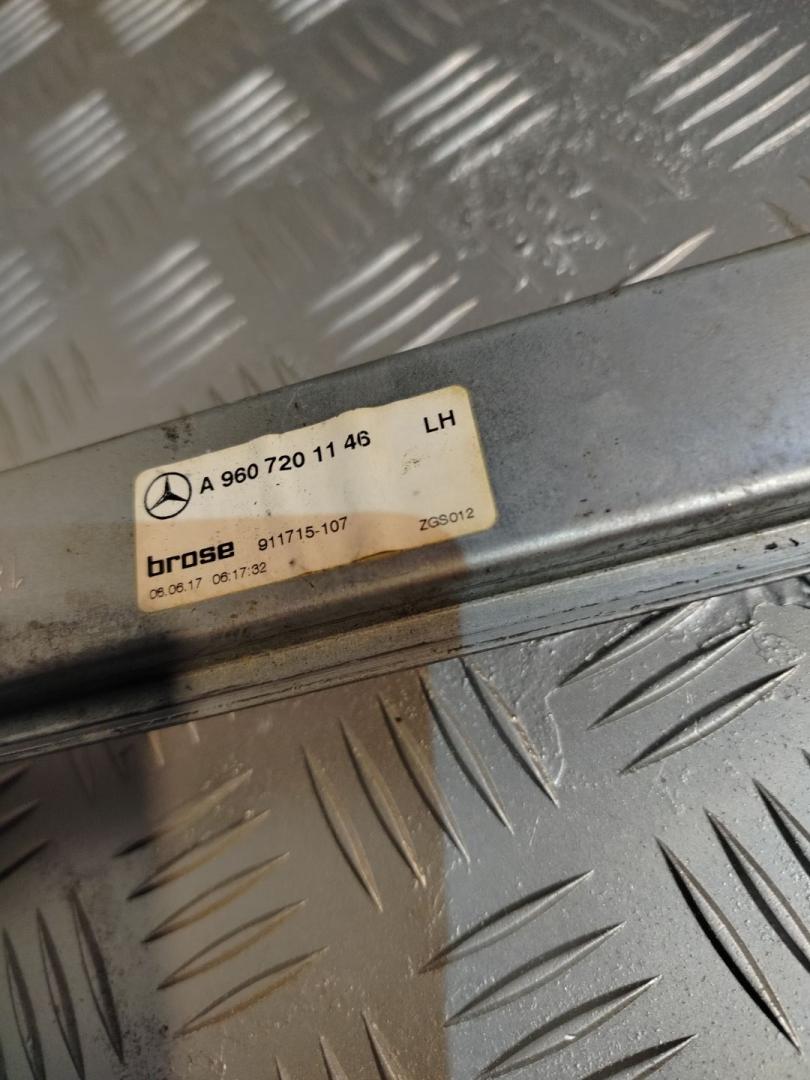 A 960 720 11 46 LH
brose 911715-107 ZGS012
06.06.17 06:17:32